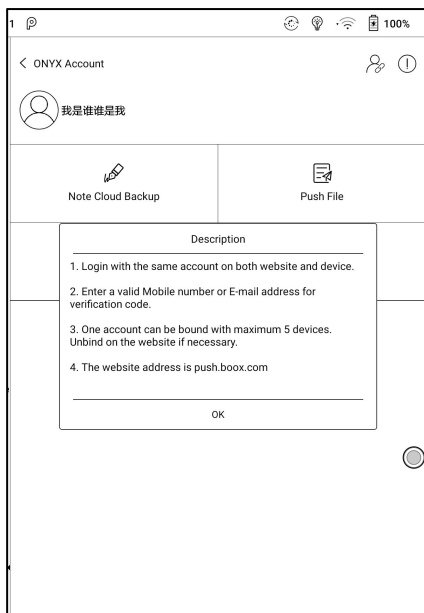 1
100%
ONYX Account
我是谁谁是我
Note Cloud Backup
Push File
Description
1. Login with the same account on both website and device.
2. Enter a valid Mobile number or E-mail address for
verification code.
3. One account can be bound with maximum 5 devices.
Unbind on the website if necessary.
4. The website address is push.boox.com
OK